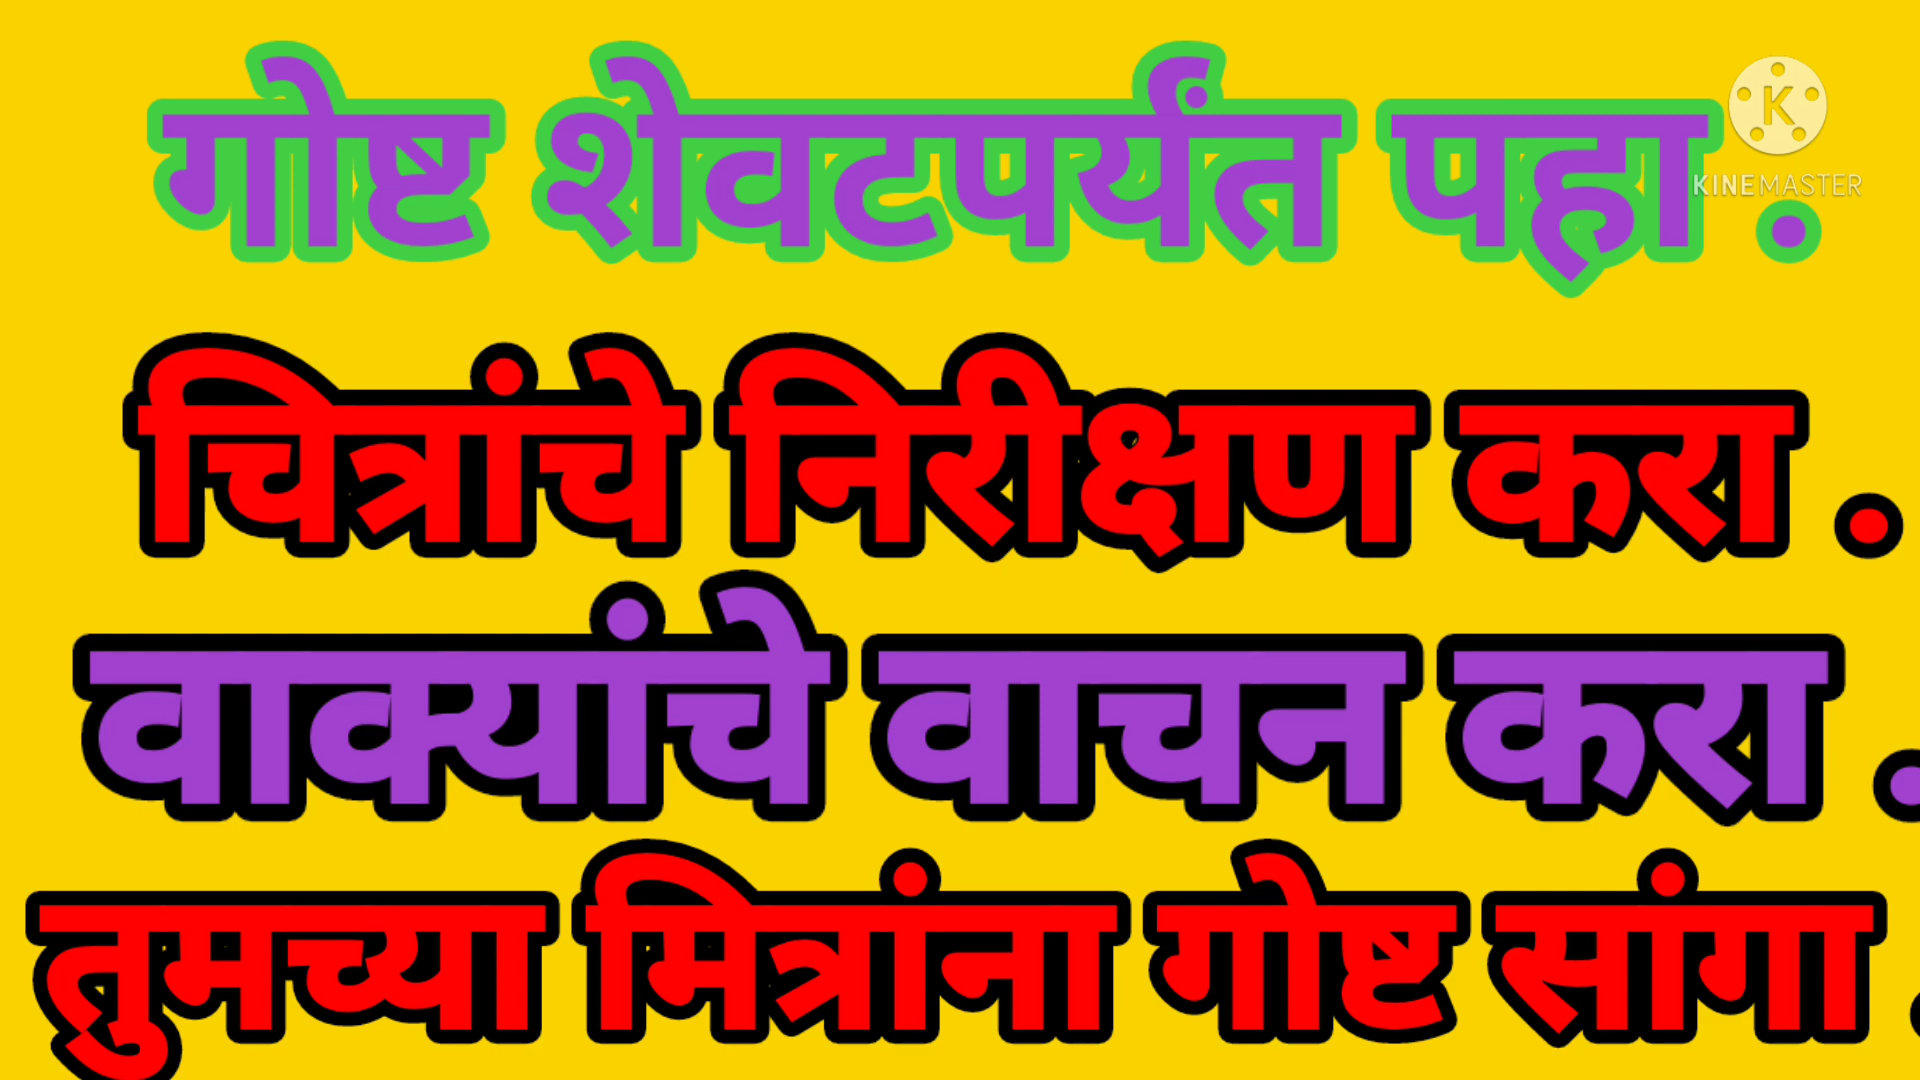 गोष्ट शेवटपर्यंत पहा .
K
KINEMASTER
चित्रांचे निरीक्षण करा .
वाक्यांचे वाचन करा .
तुमच्या मित्रांना गोष्ट सांगा .